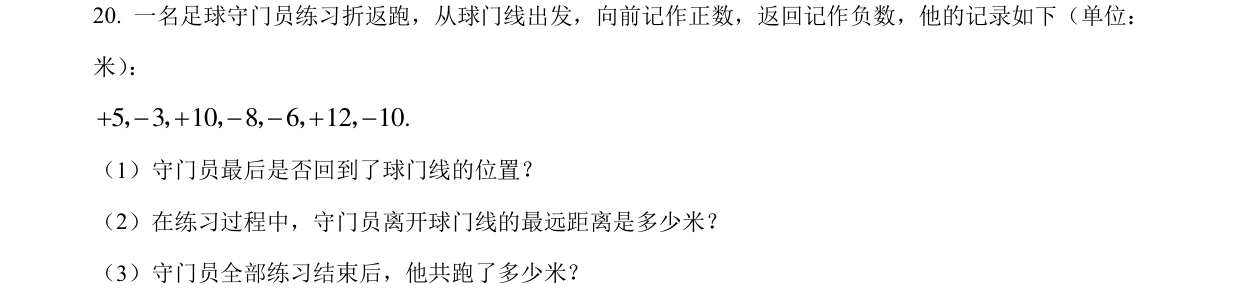 20. 一名足球守门员练习折返跑，从球门线出发，向前记作正数，返回记作负数，他的记录如下（单位：
米）：
+5,−3,+10,−8,−6,+12,−10.
（1）守门员最后是否回到了球门线的位置？
（2）在练习过程中，守门员离开球门线的最远距离是多少米？
（3）守门员全部练习结束后，他共跑了多少米？